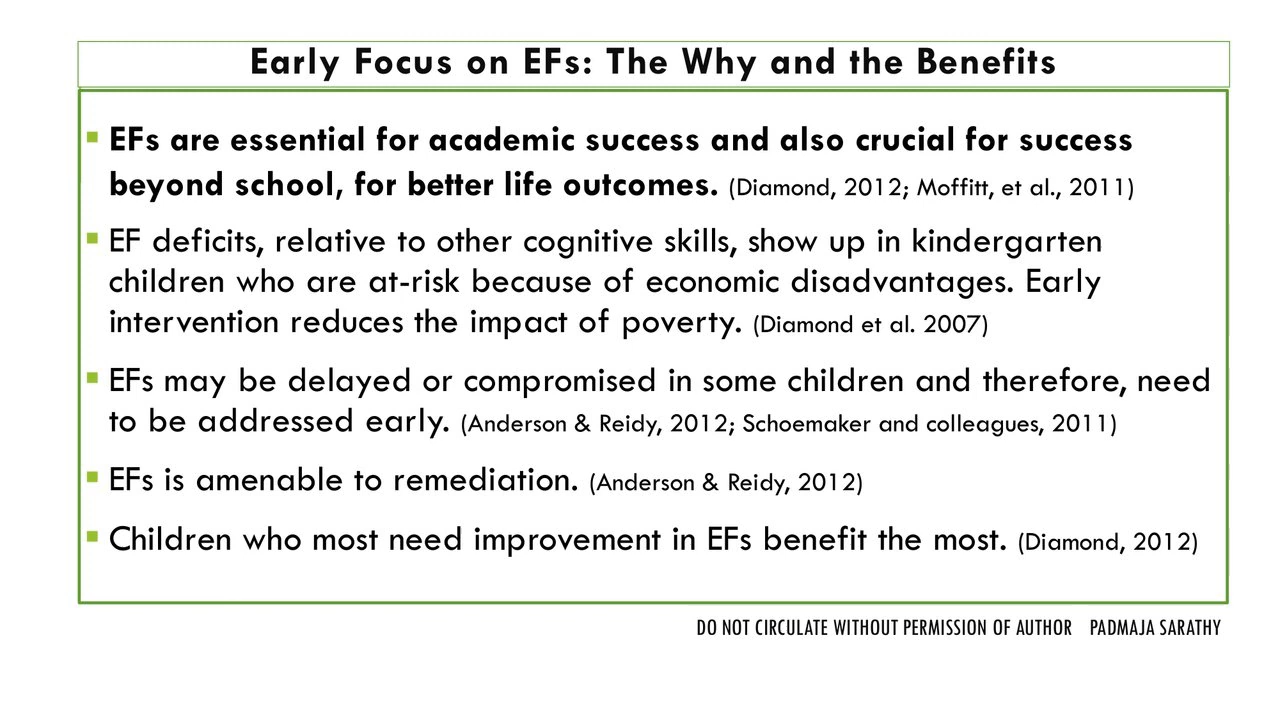 Early Focus on EFs: The Why and the Benefits
▪ EFs are essential for academic success and also crucial for success
beyond school, for better life outcomes. (Diamond, 2012; Moffitt, et al., 2011)
▪ EF deficits, relative to other cognitive skills, show up in kindergarten
children who are at-risk because of economic disadvantages. Early
intervention reduces the impact of poverty. (Diamond et al. 2007)
▪ EFs may be delayed or compromised in some children and therefore, need
to be addressed early. (Anderson & Reidy, 2012; Schoemaker and colleagues, 2011)
▪ EFs is amenable to remediation. (Anderson & Reidy, 2012)
▪ Children who most need improvement in EFs benefit the most. (Diamond, 2012)
DO NOT CIRCULATE WITHOUT PERMISSION OF AUTHOR PADMAJA SARATHY